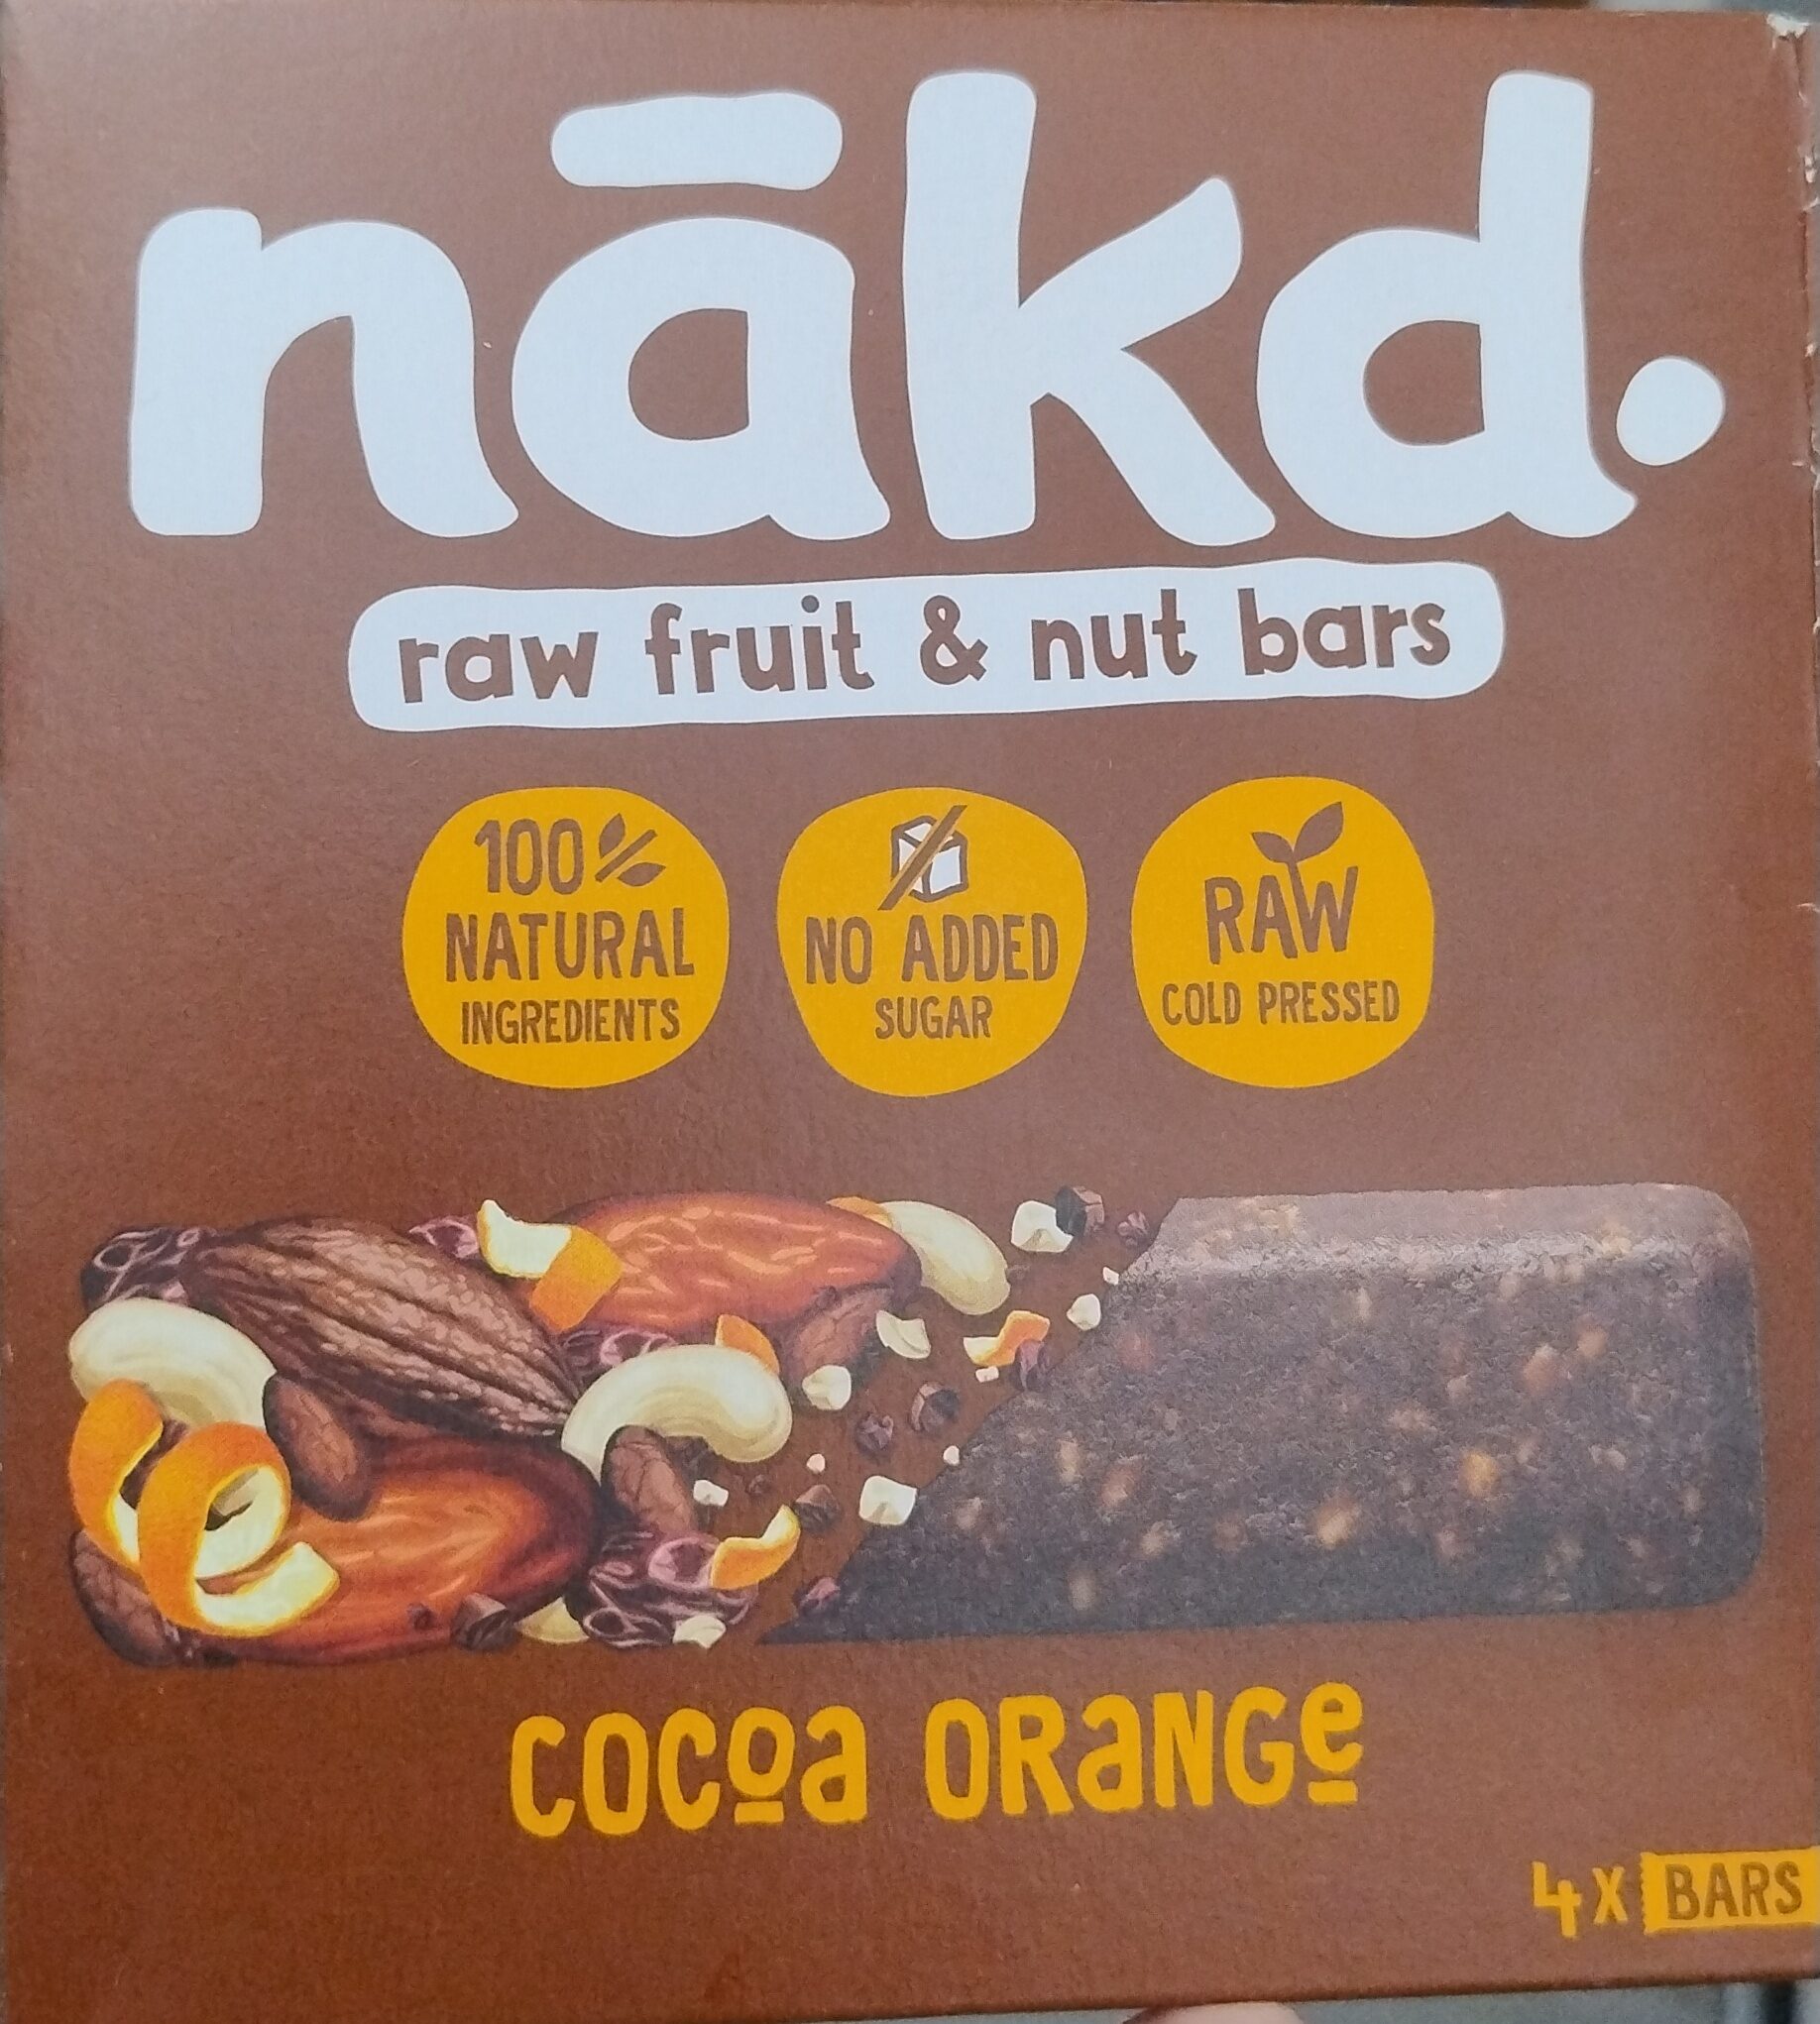 nākd.
raw fruit & nut bars
100%
NATURAL
INGREDIENTS
NO ADDED
SUGAR
RAW
COLD PRESSED
COCOa ORaNGe
4 x BARS